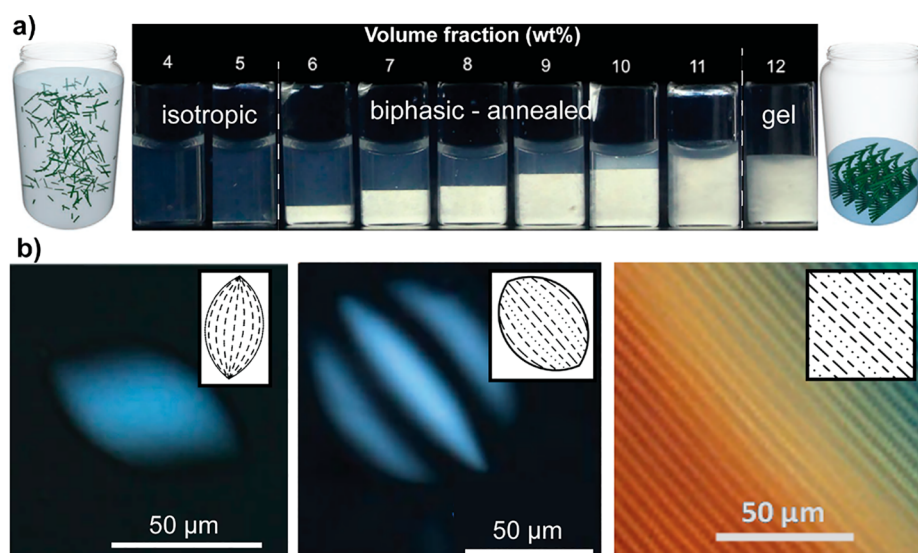 a)
Volume fraction (wt%)
4 5 6 7 8 9 10 11 12
isotropic biphasic - annealed gel
b)
50 µm 50 µm 50 µm